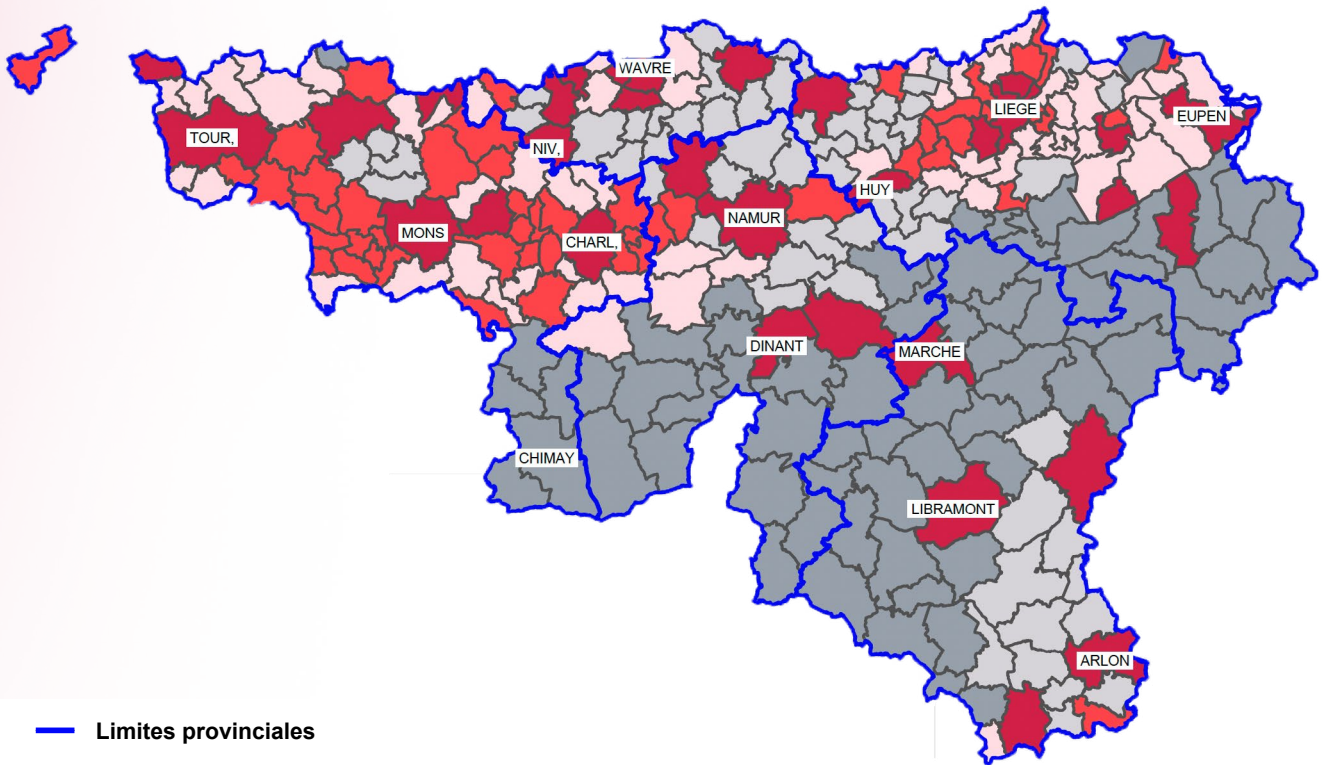 WAVRE
LIEGE
EUPEN
TOUR,
NIV,
HUY
NAMUR
MONS
CHARL,
DINANT
MARCHE
CHIMAY
LIBRAMONT
ARLON
Limites provinciales